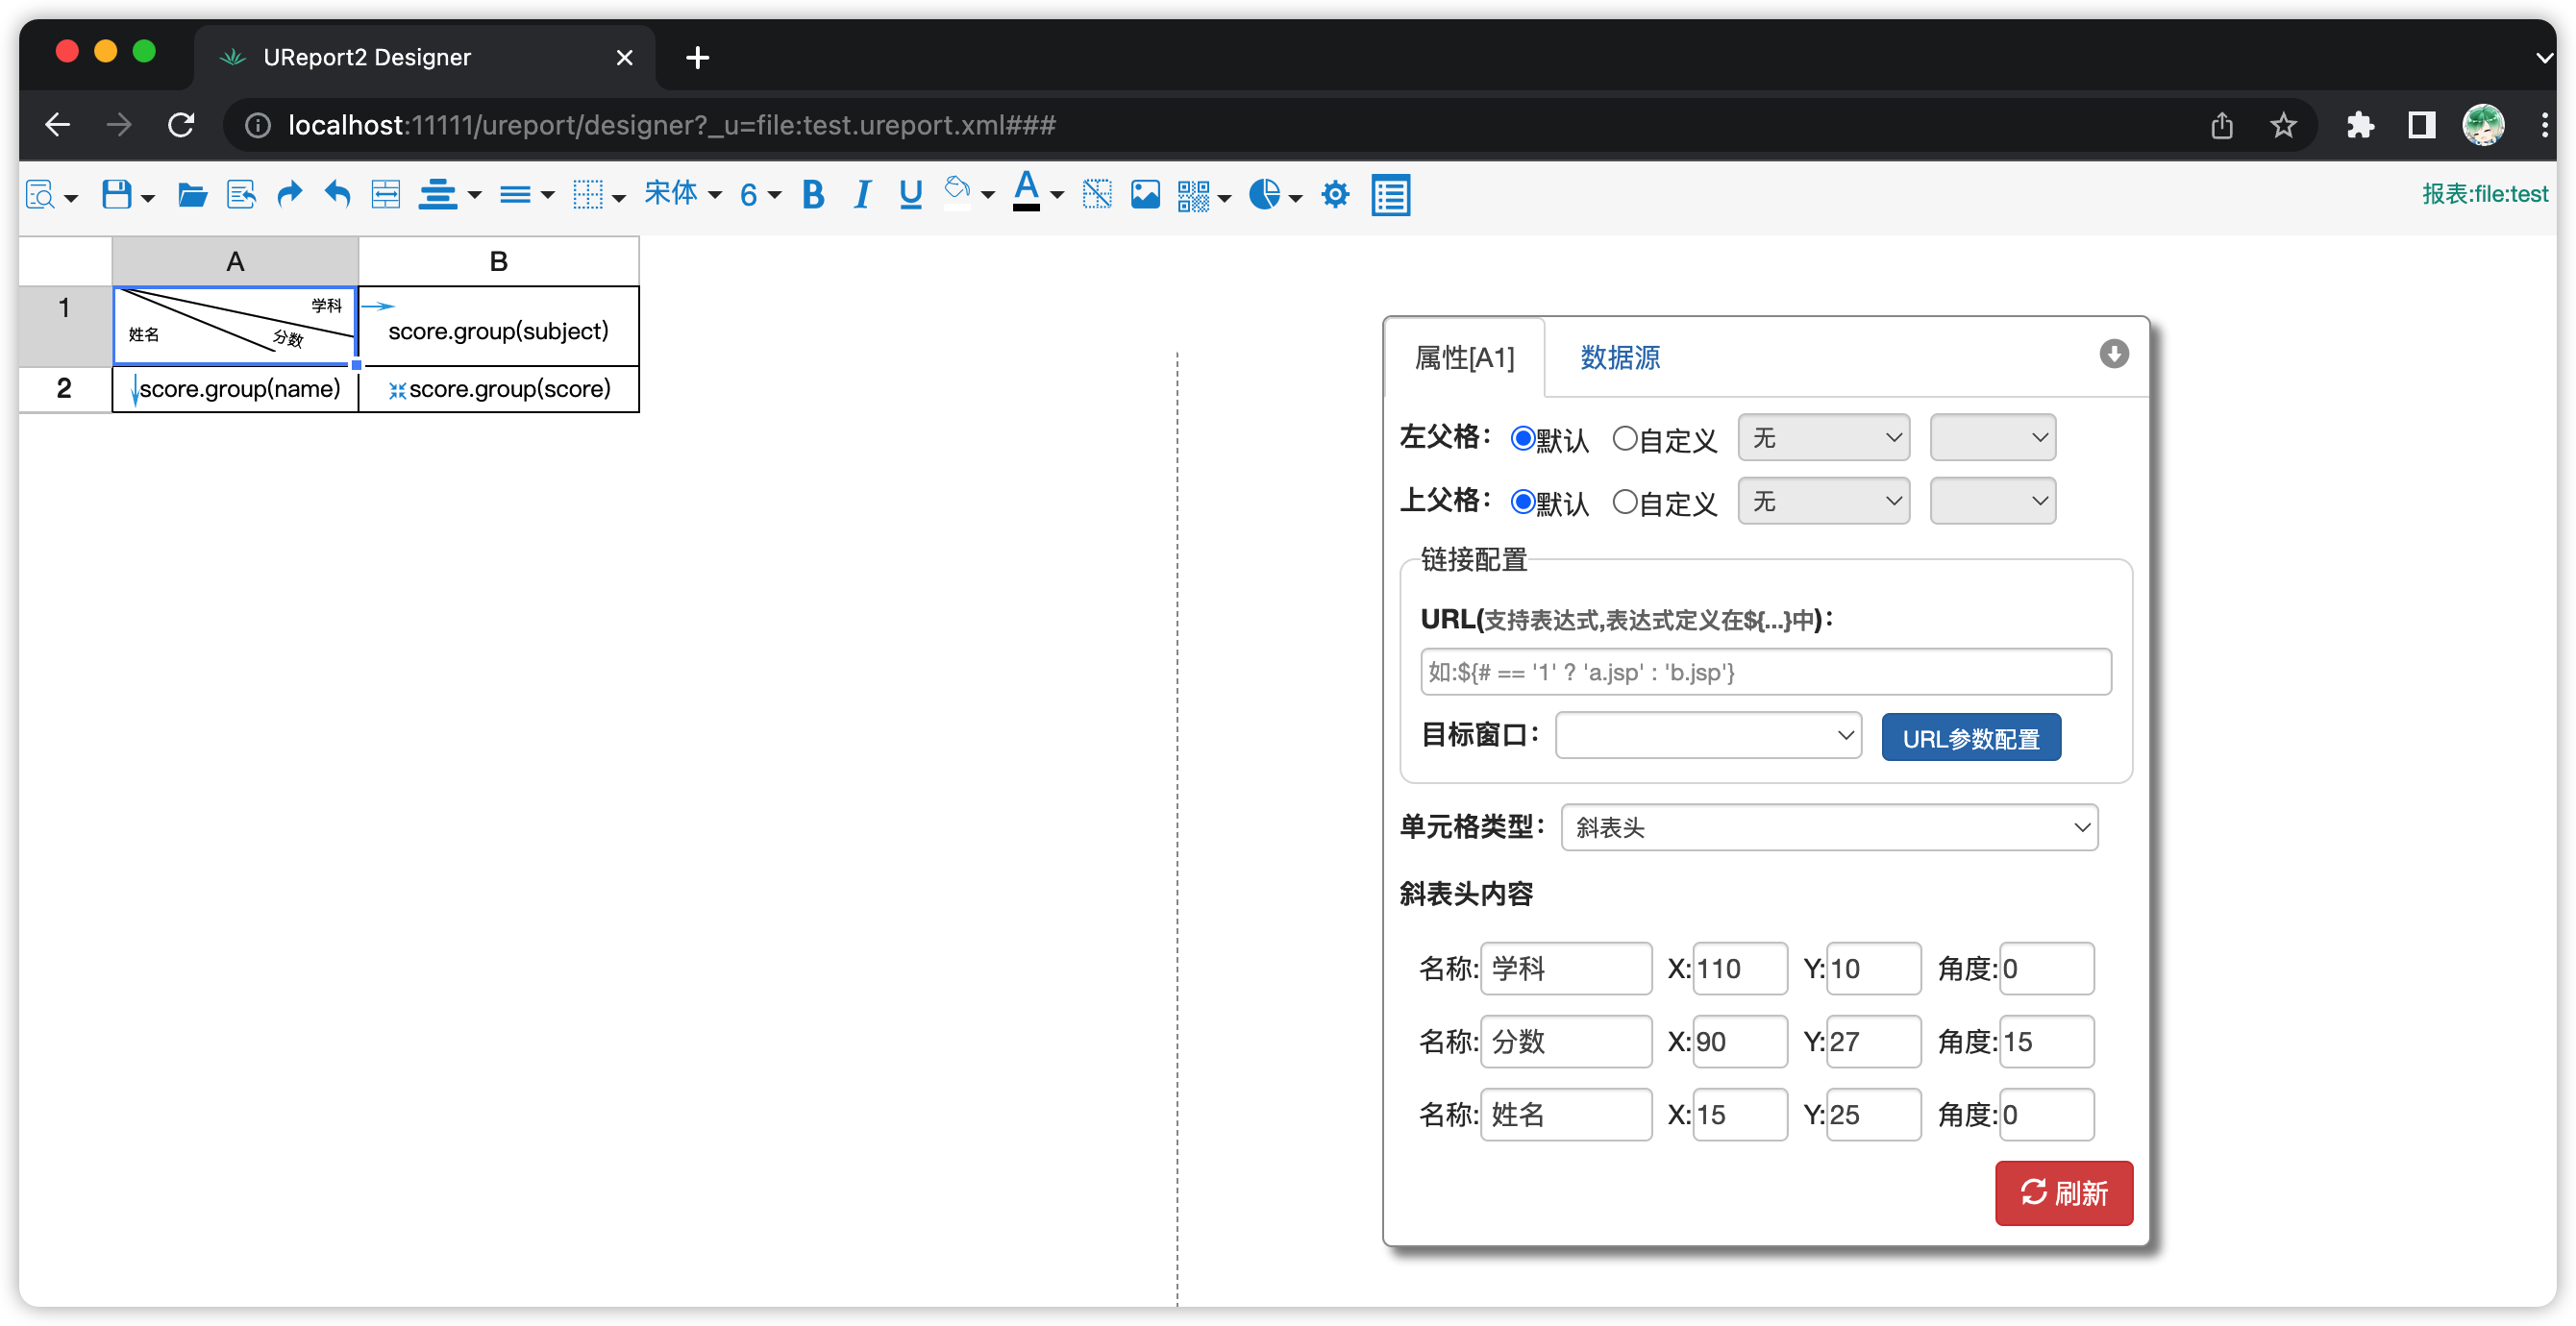 UReport2 Designer
localhost:11111/ureport/designer?_u=file:test.ureport.xml###
宋体 6 B I U A
报表:file:test
A B
1 学科 姓名 分数 score.group(subject)
2 score.group(name) score.group(score)
属性[A1] 数据源
左父格： 默认 自定义 无
上父格： 默认 自定义 无
链接配置
URL(支持表达式,表达式定义在${...}中)：
如:${# == '1' ? 'a.jsp' : 'b.jsp'}
目标窗口： URL参数配置
单元格类型： 斜表头
斜表头内容
名称: 学科 X: 110 Y: 10 角度: 0
名称: 分数 X: 90 Y: 27 角度: 15
名称: 姓名 X: 15 Y: 25 角度: 0
刷新